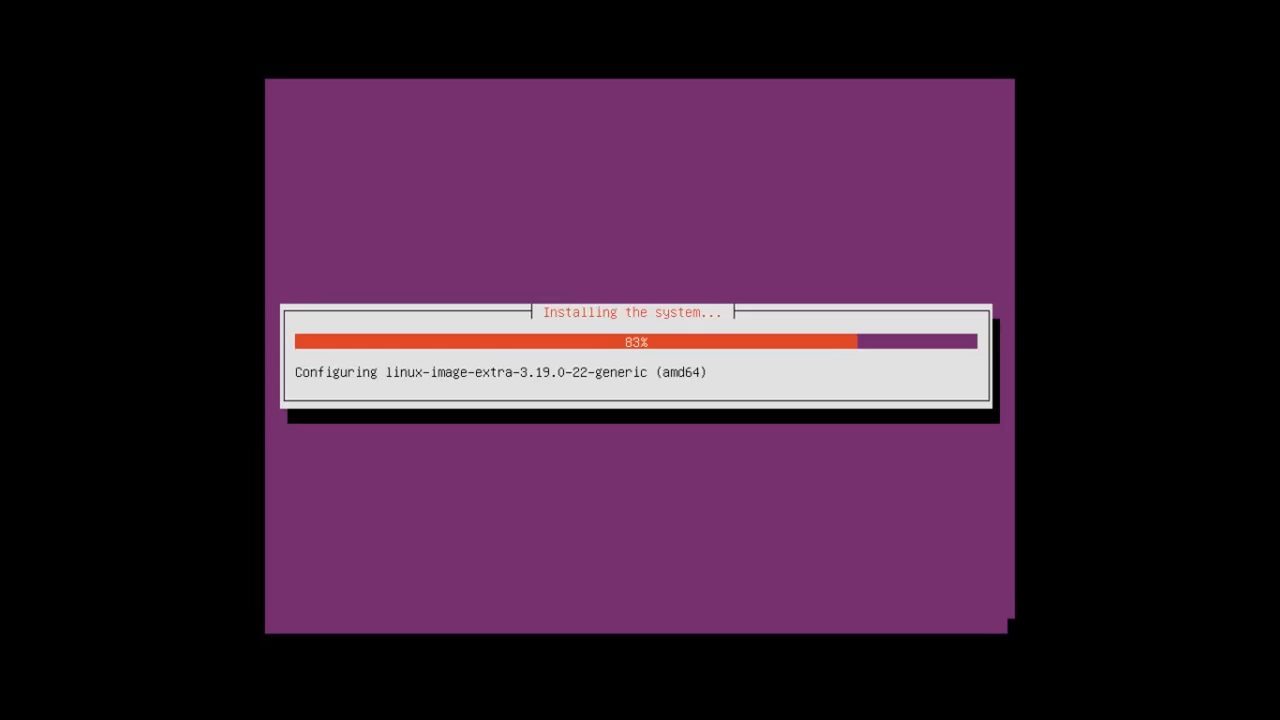 Installing the system...
83%
Configuring linux-image-extra-3.19.0-22-generic (amd64)